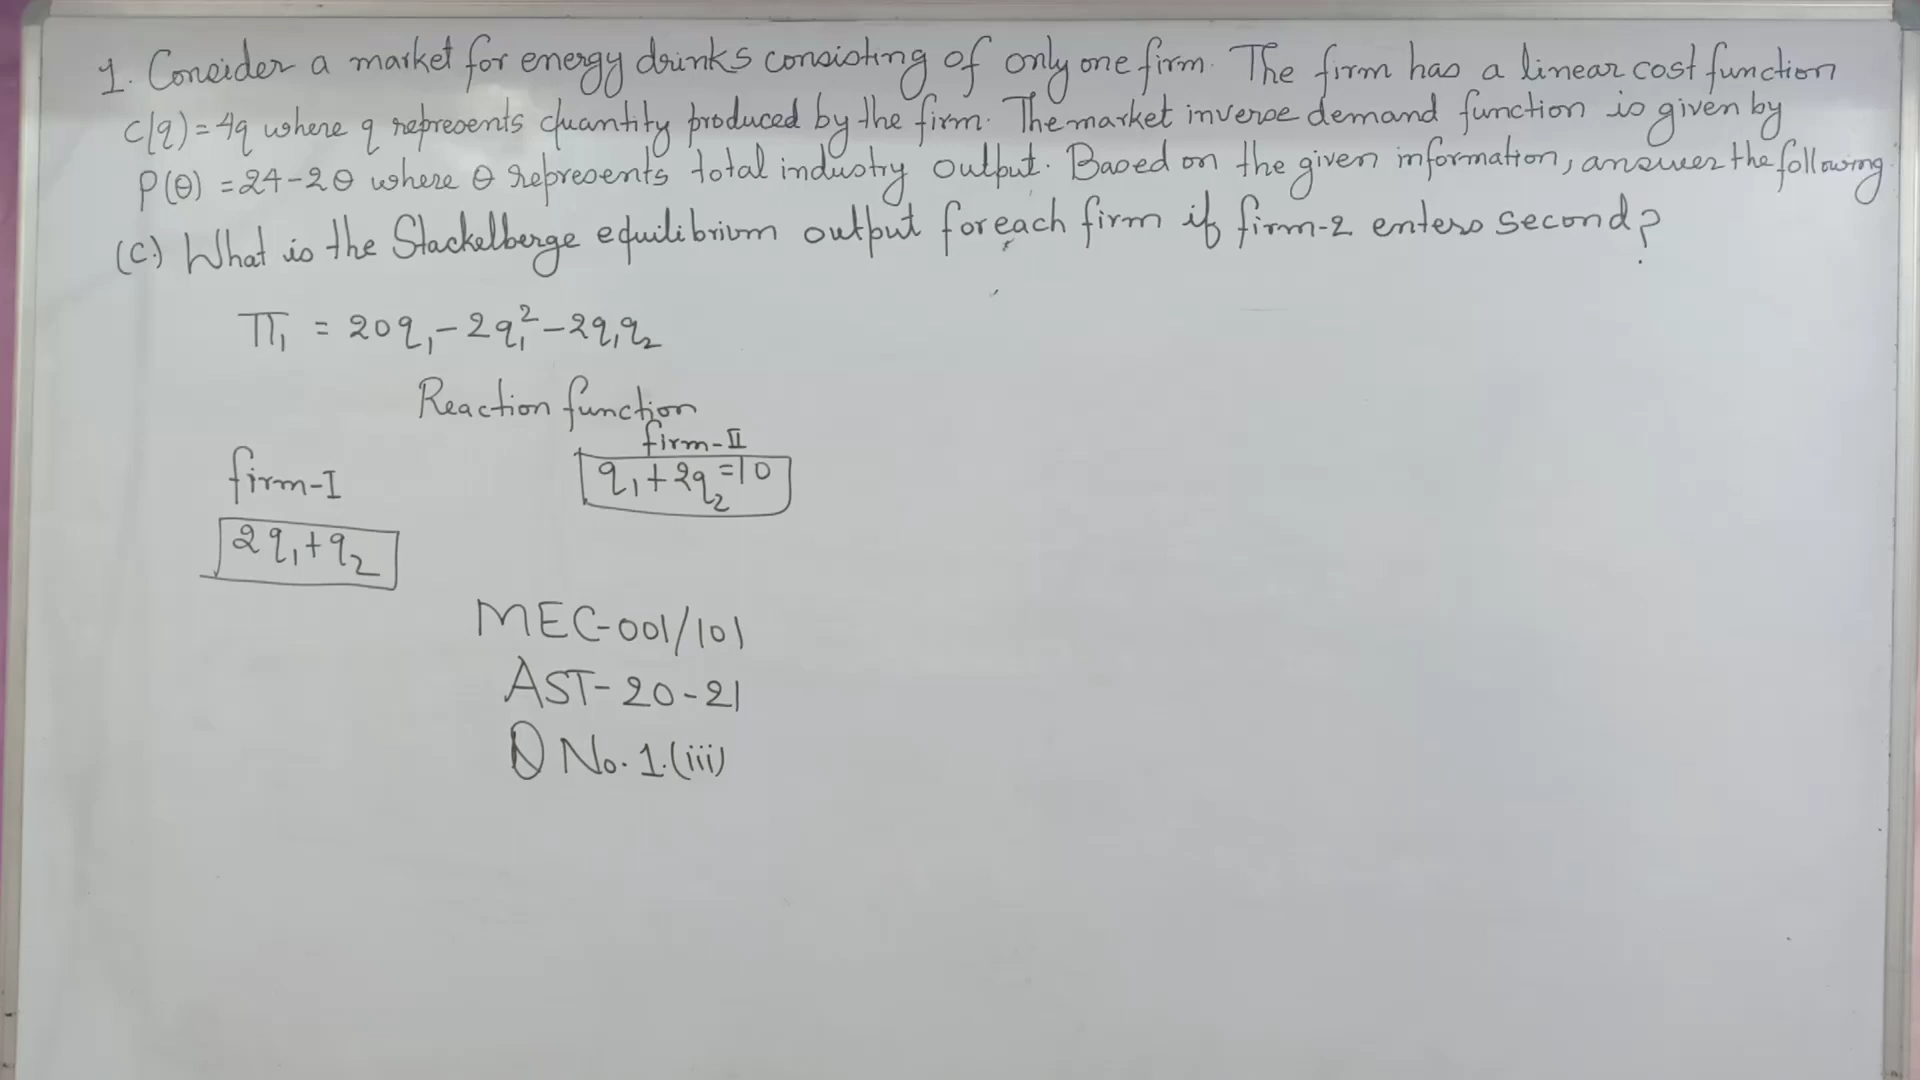 1. Consider a market for energy drinks consisting of only one firm. The firm has a linear cost function
C(q) = 4q where q represents quantity produced by the firm. The market inverse demand function is given by
P(θ) = 24 - 2θ where θ represents total industry output. Based on the given information, answer the following.
(C.) What is the Stackelberge equilibrium output for each firm if firm-2 enters second?
π₁ = 20q₁ - 2q₁² - 2q₁q₂
Reaction function
firm-II
q₁ + 2q₂ = 10
firm-I
2q₁ + q₂
MEC-001/101
AST-20-21
Q No. 1.(iii)